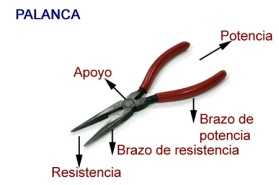 PALANCA
Potencia
Apoyo
Brazo de
potencia
Brazo de resistencia
Resistencia